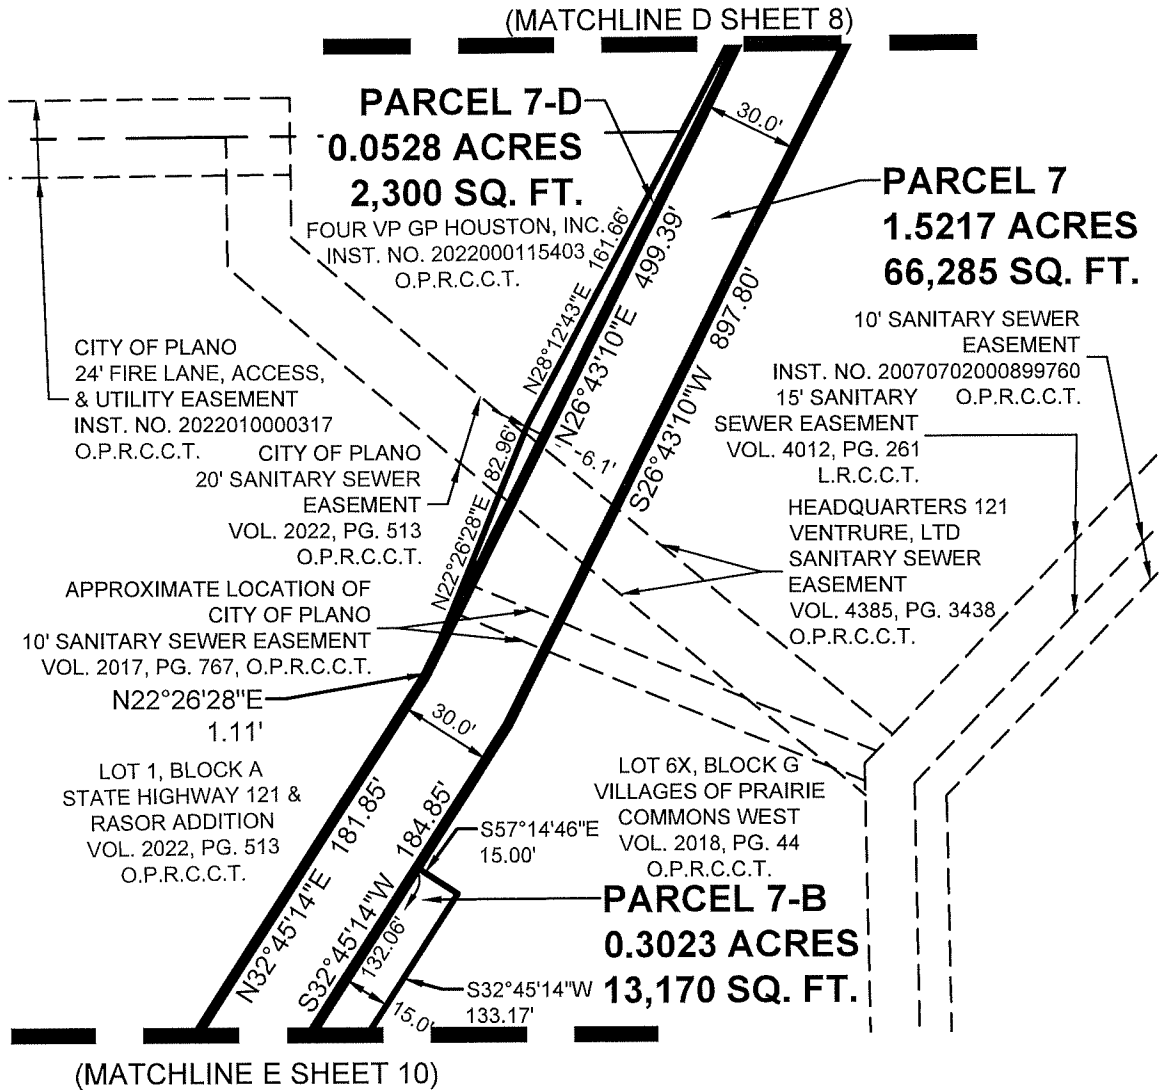 (MATCHLINE D SHEET 8)
PARCEL 7-D
0.0528 ACRES
2,300 SQ. FT.
FOUR VP GP HOUSTON, INC.
INST. NO. 2022000115403
O.P.R.C.C.T.
30.0'
PARCEL 7
1.5217 ACRES
66,285 SQ. FT.
N28°12'43"E 161.66'
N26°43'10"E 499.39'
S26°43'10"W 897.80'
10' SANITARY SEWER
EASEMENT
INST. NO. 20070702000899760
O.P.R.C.C.T.
15' SANITARY
SEWER EASEMENT
VOL. 4012, PG. 261
L.R.C.C.T.
CITY OF PLANO
24' FIRE LANE, ACCESS,
& UTILITY EASEMENT
INST. NO. 2022010000317
O.P.R.C.C.T.
CITY OF PLANO
20' SANITARY SEWER
EASEMENT
VOL. 2022, PG. 513
O.P.R.C.C.T.
N22°26'28"E 82.96'
6.1'
HEADQUARTERS 121
VENTRURE, LTD
SANITARY SEWER
EASEMENT
VOL. 4385, PG. 3438
O.P.R.C.C.T.
APPROXIMATE LOCATION OF
CITY OF PLANO
10' SANITARY SEWER EASEMENT
VOL. 2017, PG. 767, O.P.R.C.C.T.
N22°26'28"E
1.11'
30.0'
LOT 1, BLOCK A
STATE HIGHWAY 121 &
RASOR ADDITION
VOL. 2022, PG. 513
O.P.R.C.C.T.
N32°45'14"E 181.85'
S32°45'14"W 184.85'
S57°14'46"E
15.00'
LOT 6X, BLOCK G
VILLAGES OF PRAIRIE
COMMONS WEST
VOL. 2018, PG. 44
O.P.R.C.C.T.
PARCEL 7-B
0.3023 ACRES
13,170 SQ. FT.
132.06'
S32°45'14"W
133.17'
15.0'
(MATCHLINE E SHEET 10)